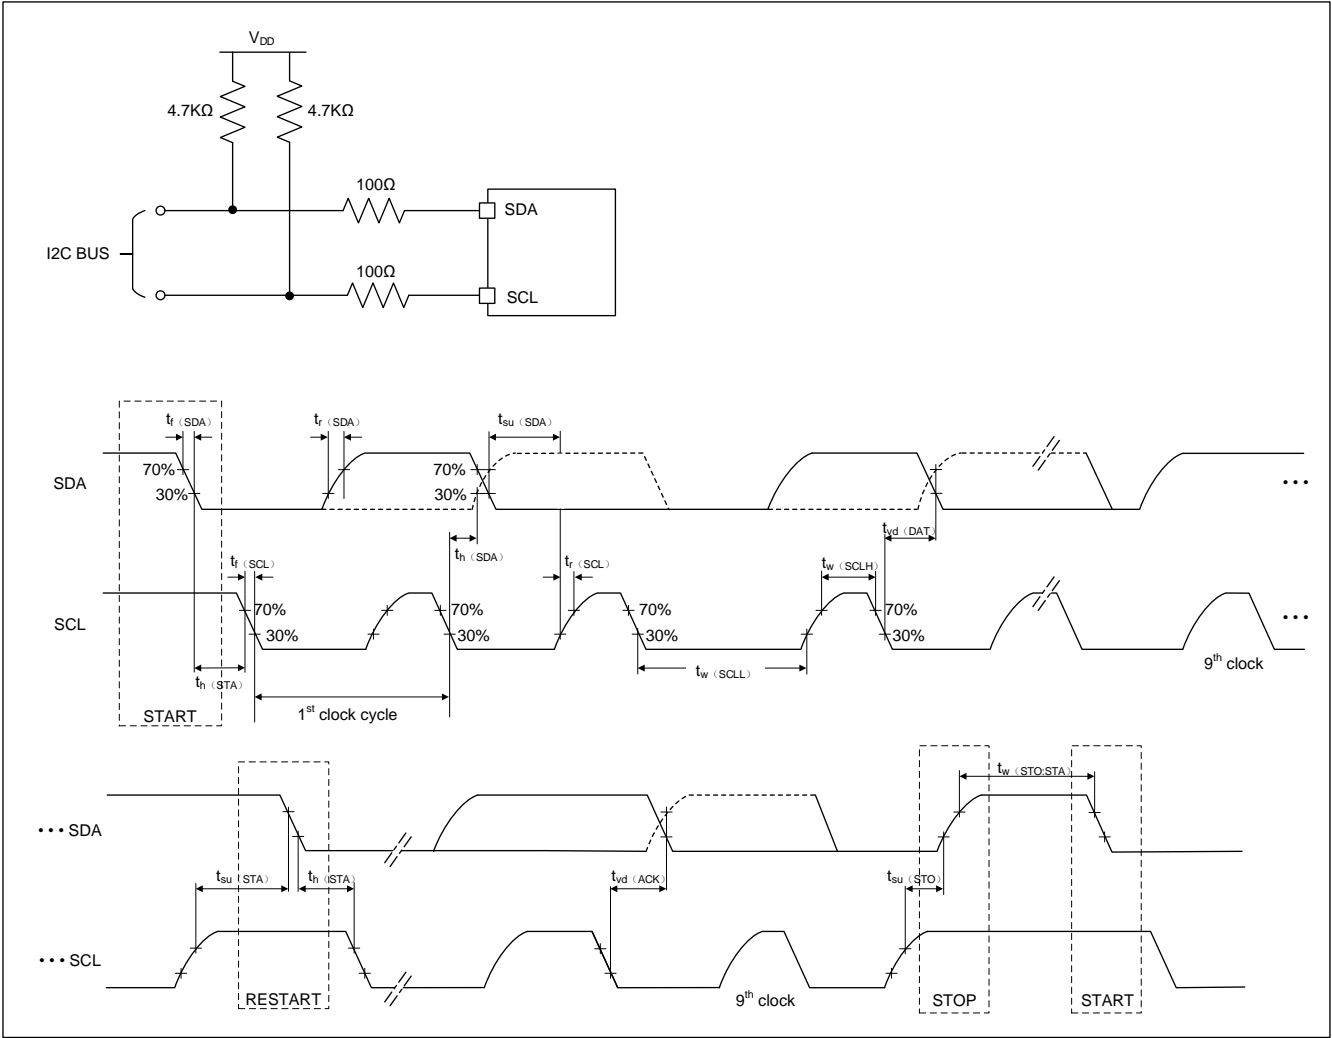 VDD
4.7KΩ
4.7KΩ
100Ω
SDA
I2C BUS
100Ω
SCL
tf（SDA）
tr（SDA）
tsu（SDA）
70%
30%
70%
30%
SDA
•••
tf（SCL）
th（SDA）
tr（SCL）
tw（SCLH）
tvd（DAT）
SCL
70%
30%
70%
30%
70%
30%
70%
30%
•••
th（STA）
tw（SCLL）
9th clock
START
1st clock cycle
tw（STO:STA）
•••SDA
tsu（STA）
th（STA）
tvd（ACK）
tsu（STO）
•••SCL
RESTART
9th clock
STOP
START